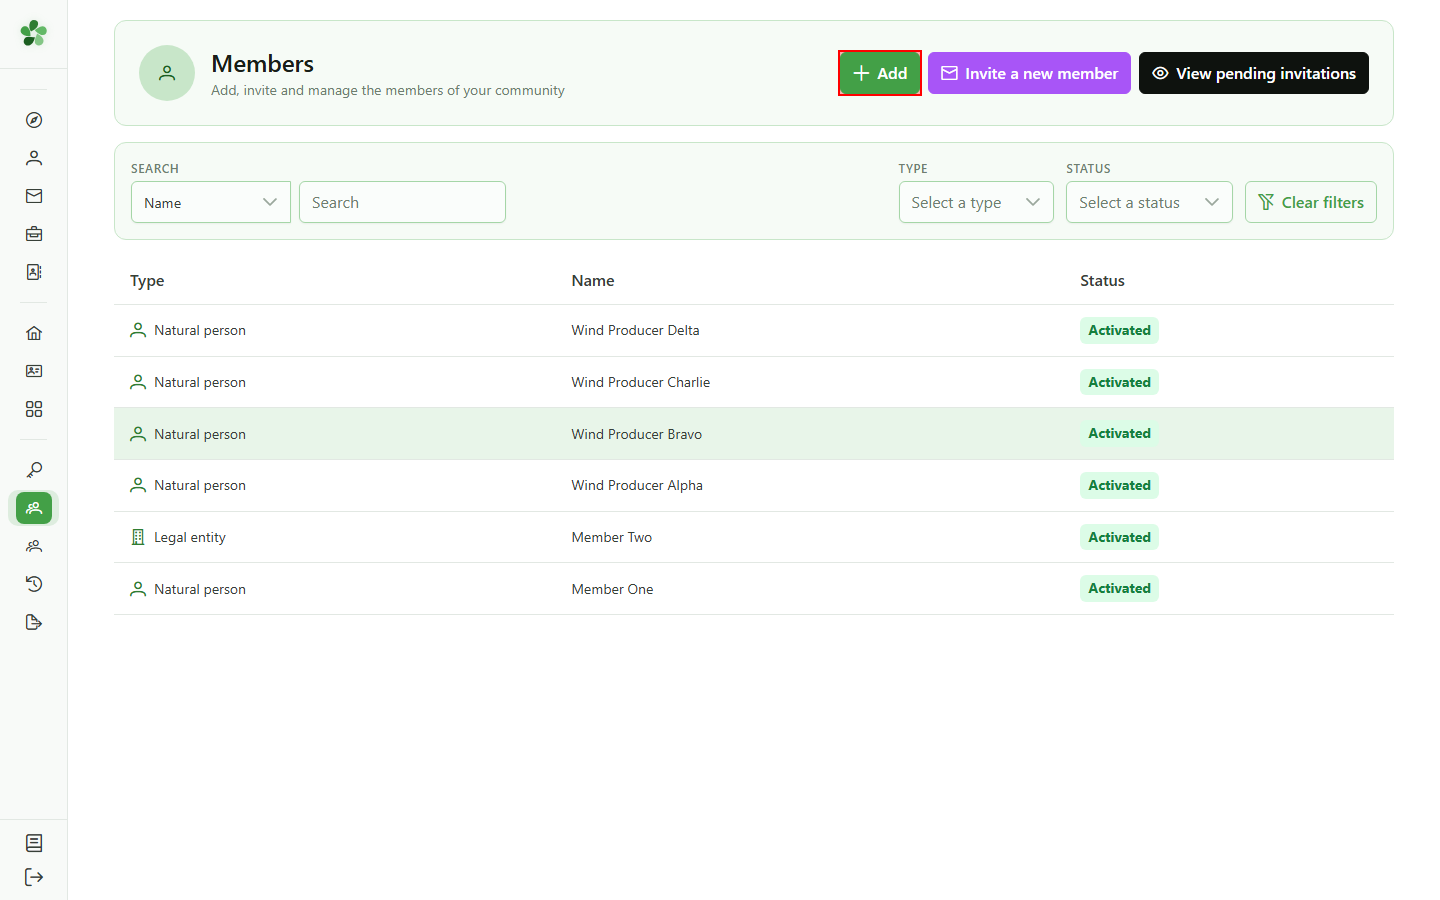 Members
Add, invite and manage the members of your community
Add
Invite a new member
View pending invitations
SEARCH
Name
Search
TYPE
Select a type
STATUS
Select a status
Clear filters
Type Name Status
Natural person Wind Producer Delta Activated
Natural person Wind Producer Charlie Activated
Natural person Wind Producer Bravo Activated
Natural person Wind Producer Alpha Activated
Legal entity Member Two Activated
Natural person Member One Activated